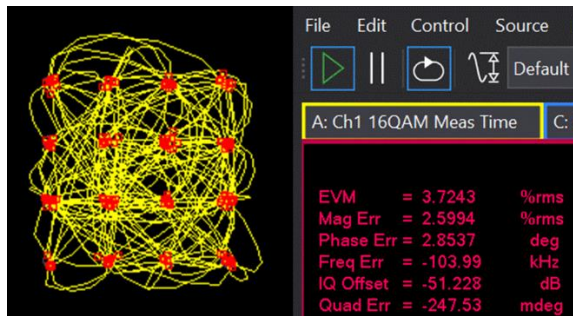 File Edit Control Source
Default
A: Ch1 16QAM Meas Time C:
EVM = 3.7243 %rms
Mag Err = 2.5994 %rms
Phase Err = 2.8537 deg
Freq Err = -103.99 kHz
IQ Offset = -51.228 dB
Quad Err = -247.53 mdeg